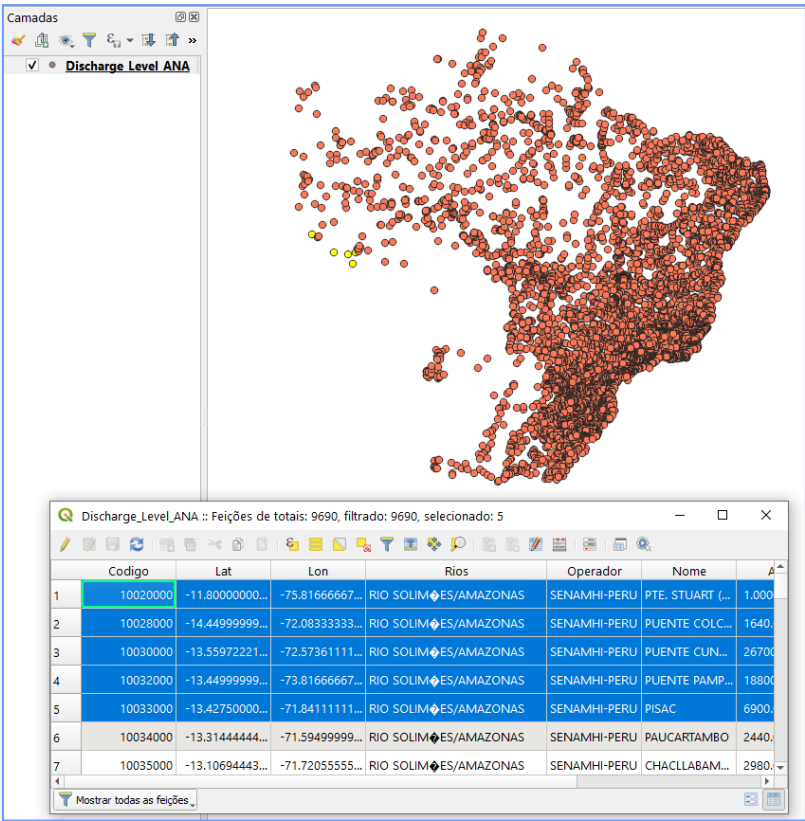 Camadas
Discharge Level ANA
Discharge_Level_ANA :: Feições de totais: 9690, filtrado: 9690, selecionado: 5
Codigo Lat Lon Rios Operador Nome A
1 10020000 -11.80000000... -75.81666667... RIO SOLIM�ES/AMAZONAS SENAMHI-PERU PTE. STUART (... 1.000
2 10028000 -14.44999999... -72.08333333... RIO SOLIM�ES/AMAZONAS SENAMHI-PERU PUENTE COLC... 1640.
3 10030000 -13.55972221... -72.57361111... RIO SOLIM�ES/AMAZONAS SENAMHI-PERU PUENTE CUN... 26700
4 10032000 -13.44999999... -73.81666667... RIO SOLIM�ES/AMAZONAS SENAMHI-PERU PUENTE PAMP... 18800
5 10033000 -13.42750000... -71.84111111... RIO SOLIM�ES/AMAZONAS SENAMHI-PERU PISAC 6900.
6 10034000 -13.31444444... -71.59499999... RIO SOLIM�ES/AMAZONAS SENAMHI-PERU PAUCARTAMBO 2440.
7 10035000 -13.10694443... -71.72055555... RIO SOLIM�ES/AMAZONAS SENAMHI-PERU CHACLLABAM... 2980.
Mostrar todas as feições